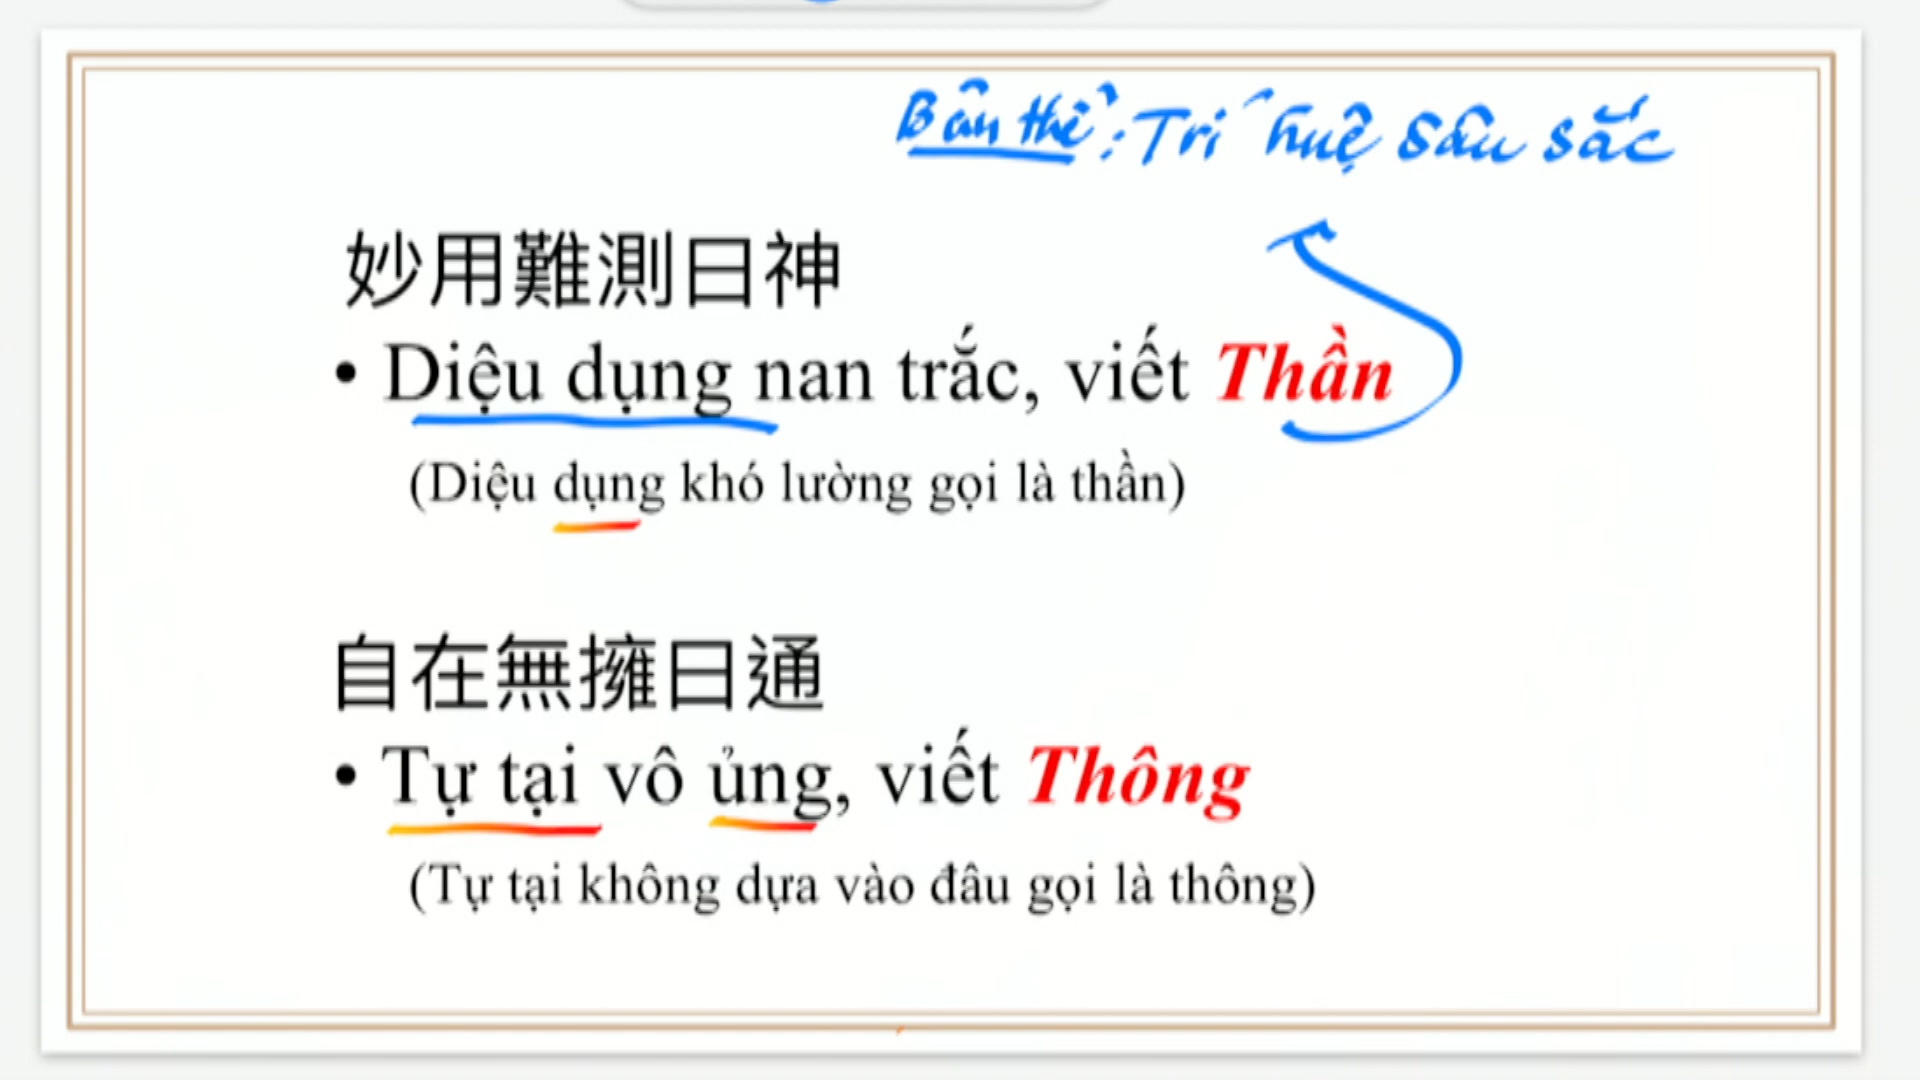 Bản thể: Trí huệ sâu sắc
妙用難測曰神
• Diệu dụng nan trắc, viết Thần
(Diệu dụng khó lường gọi là thần)
自在無擁曰通
• Tự tại vô ủng, viết Thông
(Tự tại không dựa vào đâu gọi là thông)